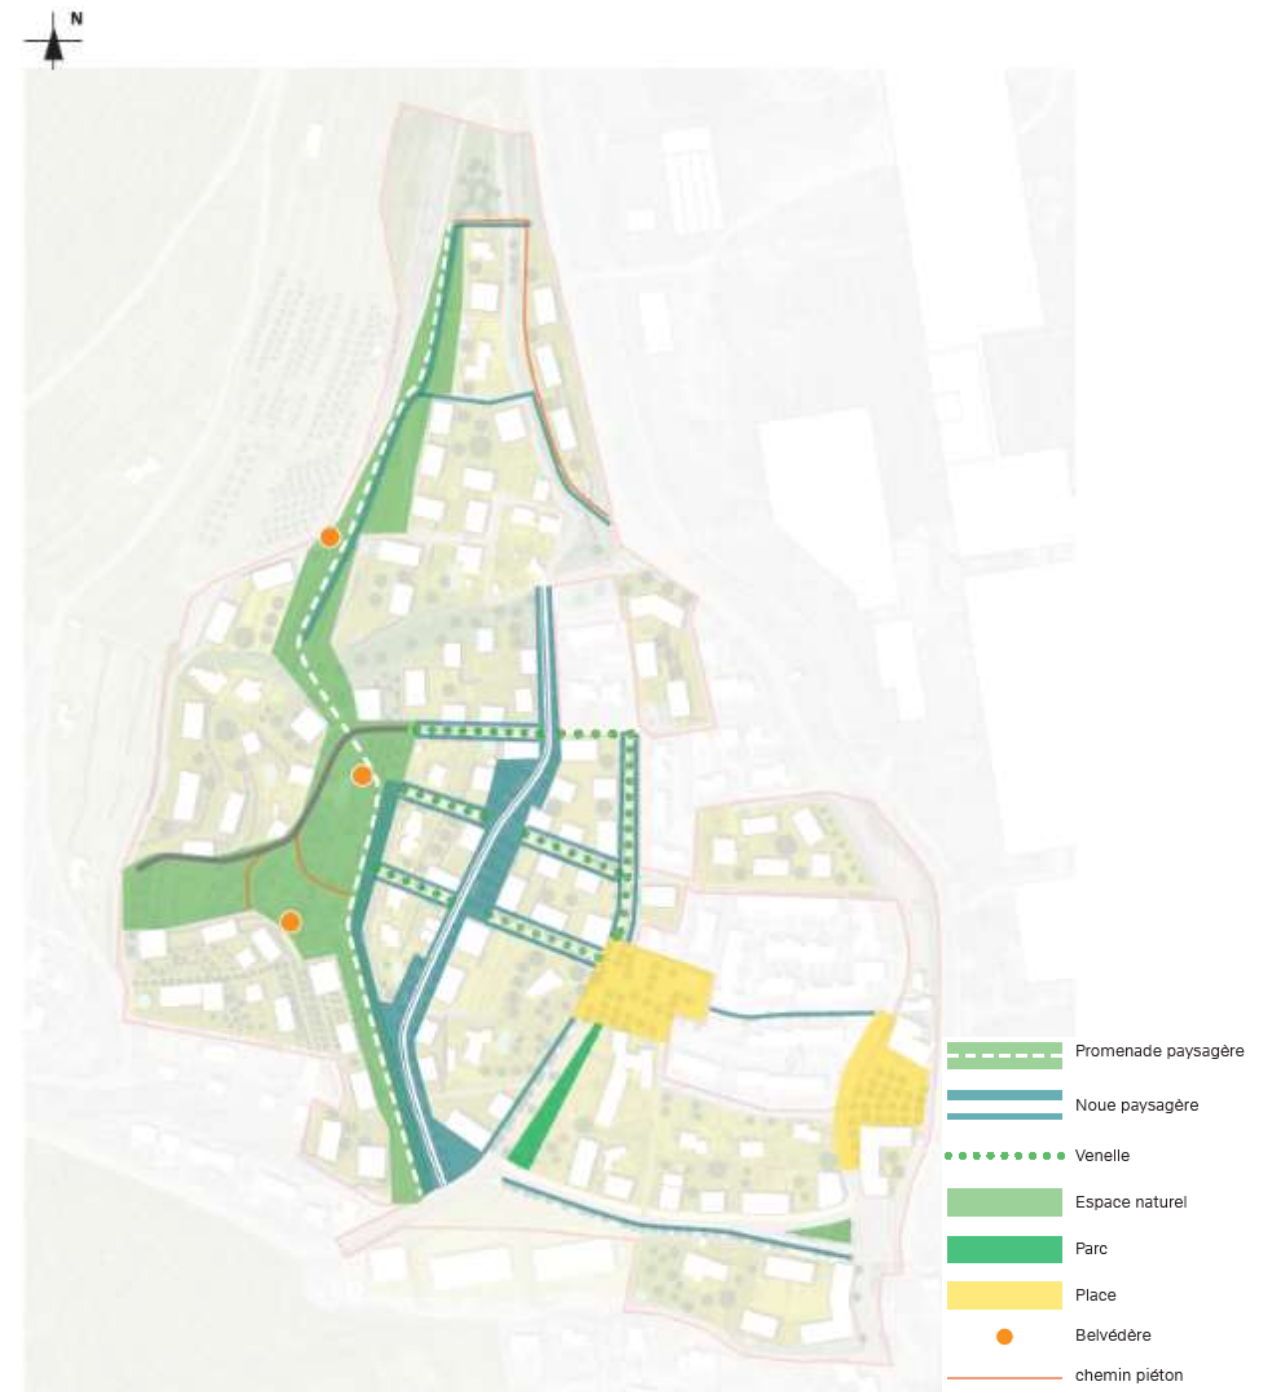 N
Promenade paysagère
Noue paysagère
Venelle
Espace naturel
Parc
Place
Belvédère
chemin piéton